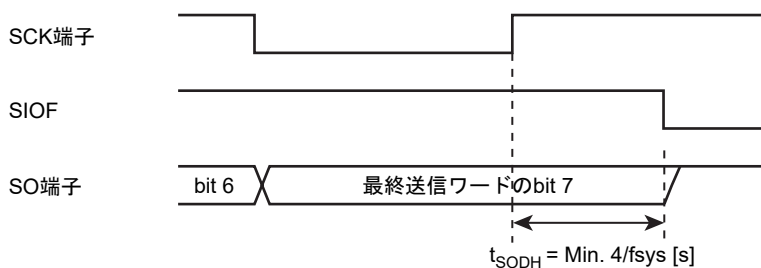 SCK端子
SIOF
SO端子 bit 6 最終送信ワードのbit 7
tSODH = Min. 4/fsys [s]